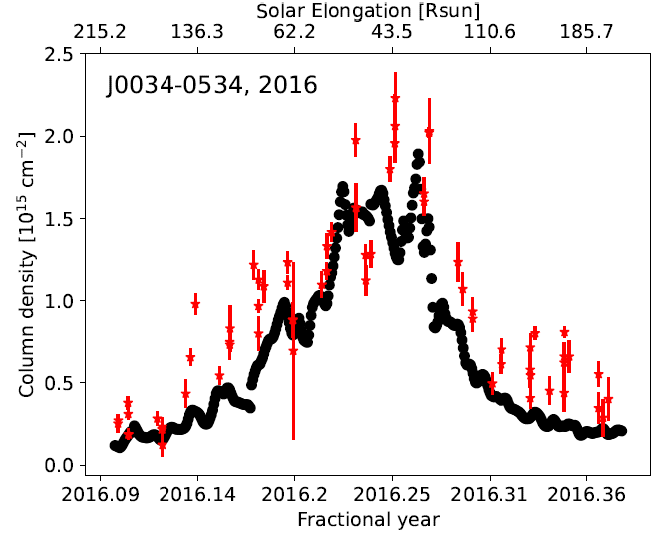 Solar Elongation [Rsun]
215.2 136.3 62.2 43.5 110.6 185.7
J0034-0534, 2016
2.5
2.0
1.5
1.0
0.5
0.0
Column density [10¹⁵ cm⁻²]
2016.09 2016.14 2016.2 2016.25 2016.31 2016.36
Fractional year